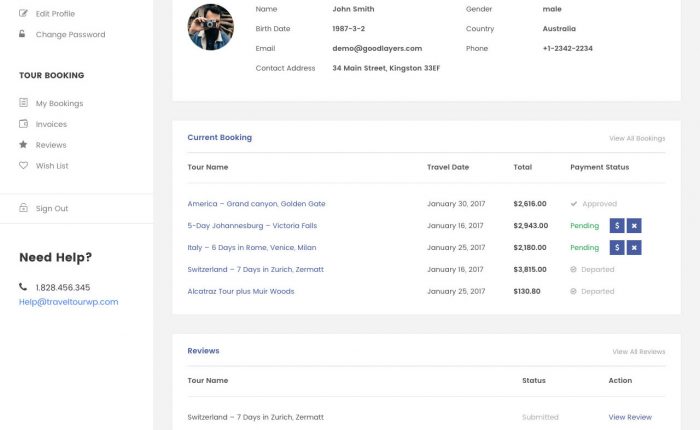 Edit Profile
Change Password
TOUR BOOKING
My Bookings
Invoices
Reviews
Wish List
Sign Out
Need Help?
1.828.456.345
Help@traveltourwp.com
Name John Smith Gender male
Birth Date 1987-3-2 Country Australia
Email demo@goodlayers.com Phone +1-2342-2234
Contact Address 34 Main Street, Kingston 33EF
Current Booking View All Bookings
Tour Name Travel Date Total Payment Status
America – Grand canyon, Golden Gate January 30, 2017 $2,616.00 Approved
5-Day Johannesburg – Victoria Falls January 16, 2017 $2,943.00 Pending $
Italy – 6 Days in Rome, Venice, Milan January 25, 2017 $2,180.00 Pending $
Switzerland – 7 Days in Zurich, Zermatt January 16, 2017 $3,815.00 Departed
Alcatraz Tour plus Muir Woods January 25, 2017 $130.80 Departed
Reviews View All Reviews
Tour Name Status Action
Switzerland – 7 Days in Zurich, Zermatt Submitted View Review